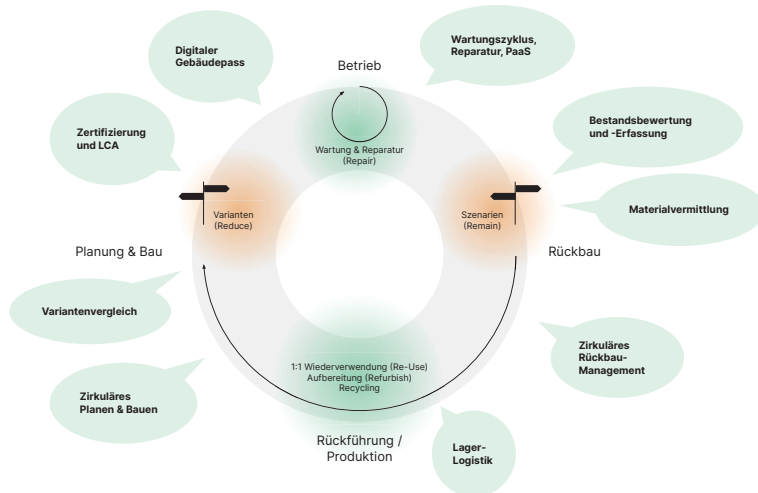 Digitaler
Gebäudepass
Wartungszyklus,
Reparatur, PaaS
Betrieb
Zertifizierung
und LCA
Bestandsbewertung
und -Erfassung
Wartung & Reparatur
(Repair)
Varianten
(Reduce)
Szenarien
(Remain)
Materialvermittlung
Planung & Bau
Rückbau
Variantenvergleich
Zirkuläres
Rückbau-
Management
1:1 Wiederverwendung (Re-Use)
Aufbereitung (Refurbish)
Recycling
Zirkuläres
Planen & Bauen
Rückführung /
Produktion
Lager-
Logistik